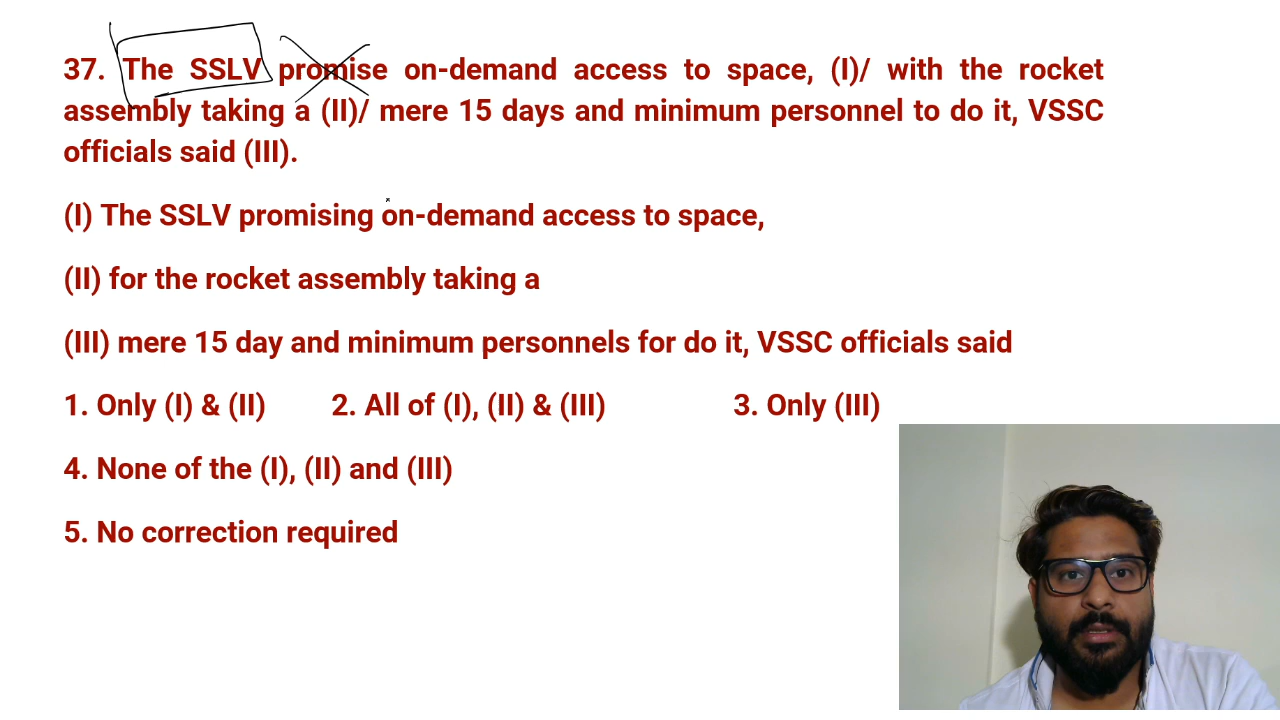 37. The SSLV promise on-demand access to space, (I)/ with the rocket
assembly taking a (II)/ mere 15 days and minimum personnel to do it, VSSC
officials said (III).
(I) The SSLV promising on-demand access to space,
(II) for the rocket assembly taking a
(III) mere 15 day and minimum personnels for do it, VSSC officials said
1. Only (I) & (II) 2. All of (I), (II) & (III) 3. Only (III)
4. None of the (I), (II) and (III)
5. No correction required